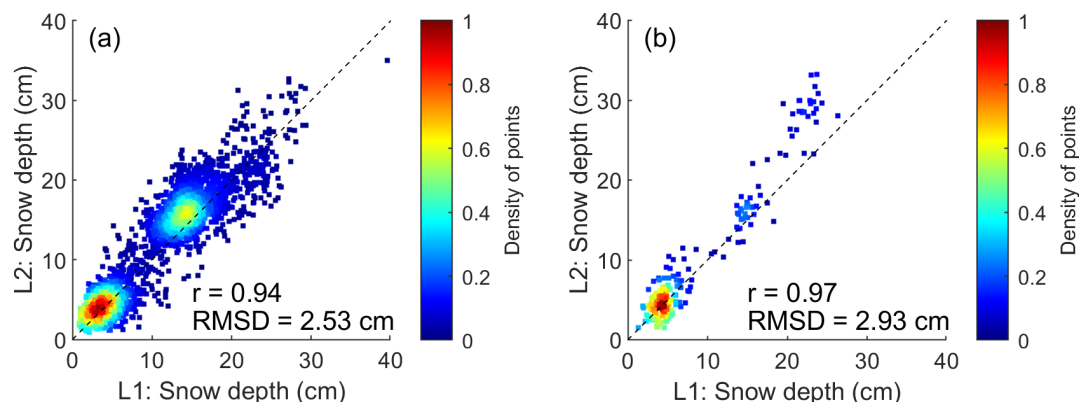 (a)
L2: Snow depth (cm)
40
30
20
10
0
0 10 20 30 40
L1: Snow depth (cm)
r = 0.94
RMSD = 2.53 cm
1
0.8
0.6
0.4
0.2
0
Density of points
(b)
L2: Snow depth (cm)
40
30
20
10
0
0 10 20 30 40
L1: Snow depth (cm)
r = 0.97
RMSD = 2.93 cm
1
0.8
0.6
0.4
0.2
0
Density of points